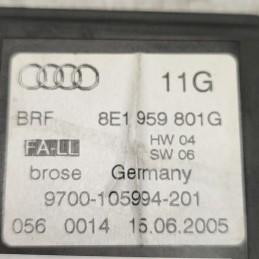 11G
BRF 8E1 959 801G
FA-LL HW 04
SW 06
brose Germany
9700-105994-201
056 0014 15.06.2005